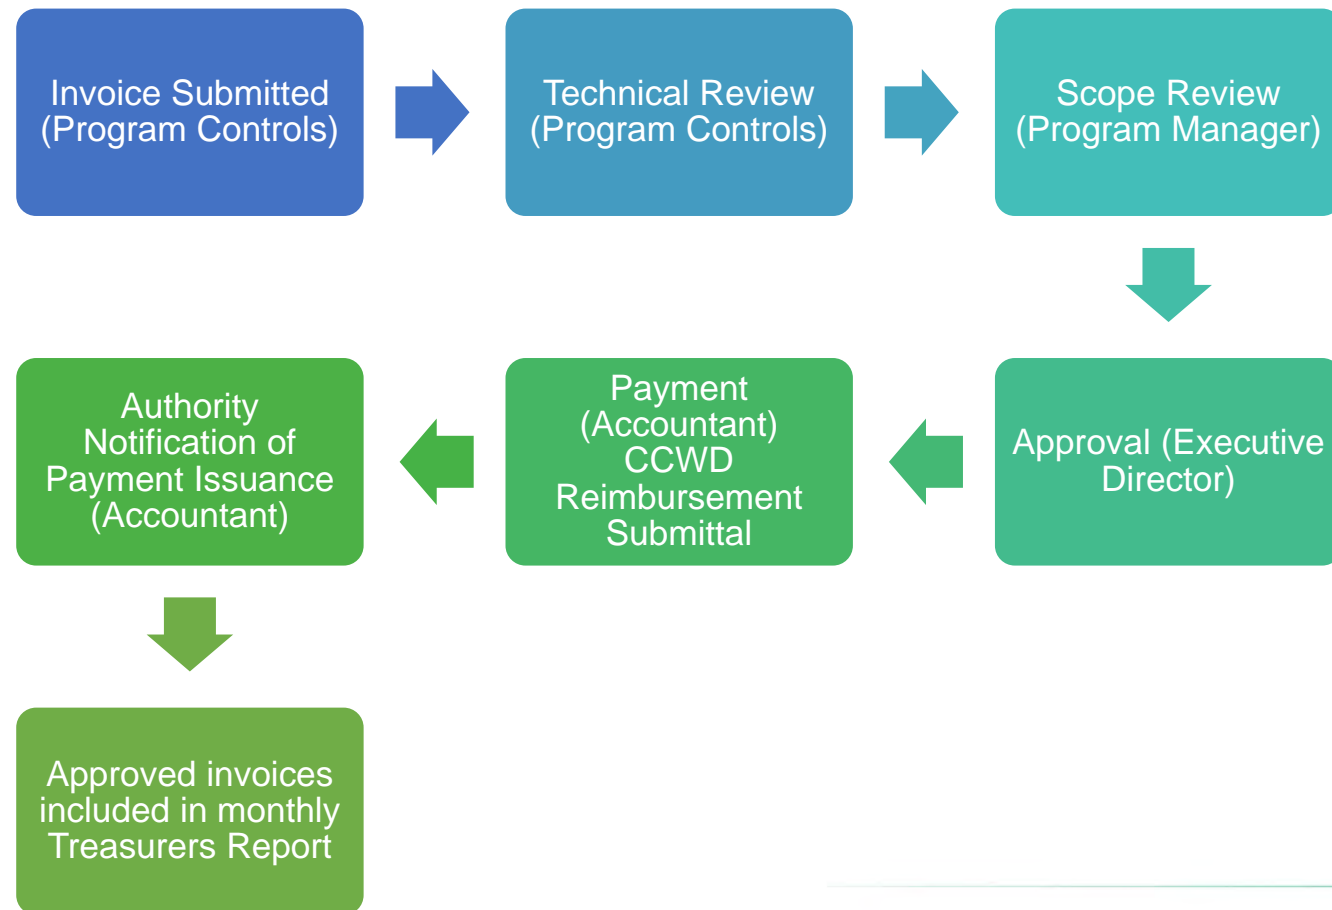 Invoice Submitted
(Program Controls)
Technical Review
(Program Controls)
Scope Review
(Program Manager)
Approval (Executive
Director)
Payment
(Accountant)
CCWD
Reimbursement
Submittal
Authority
Notification of
Payment Issuance
(Accountant)
Approved invoices
included in monthly
Treasurers Report